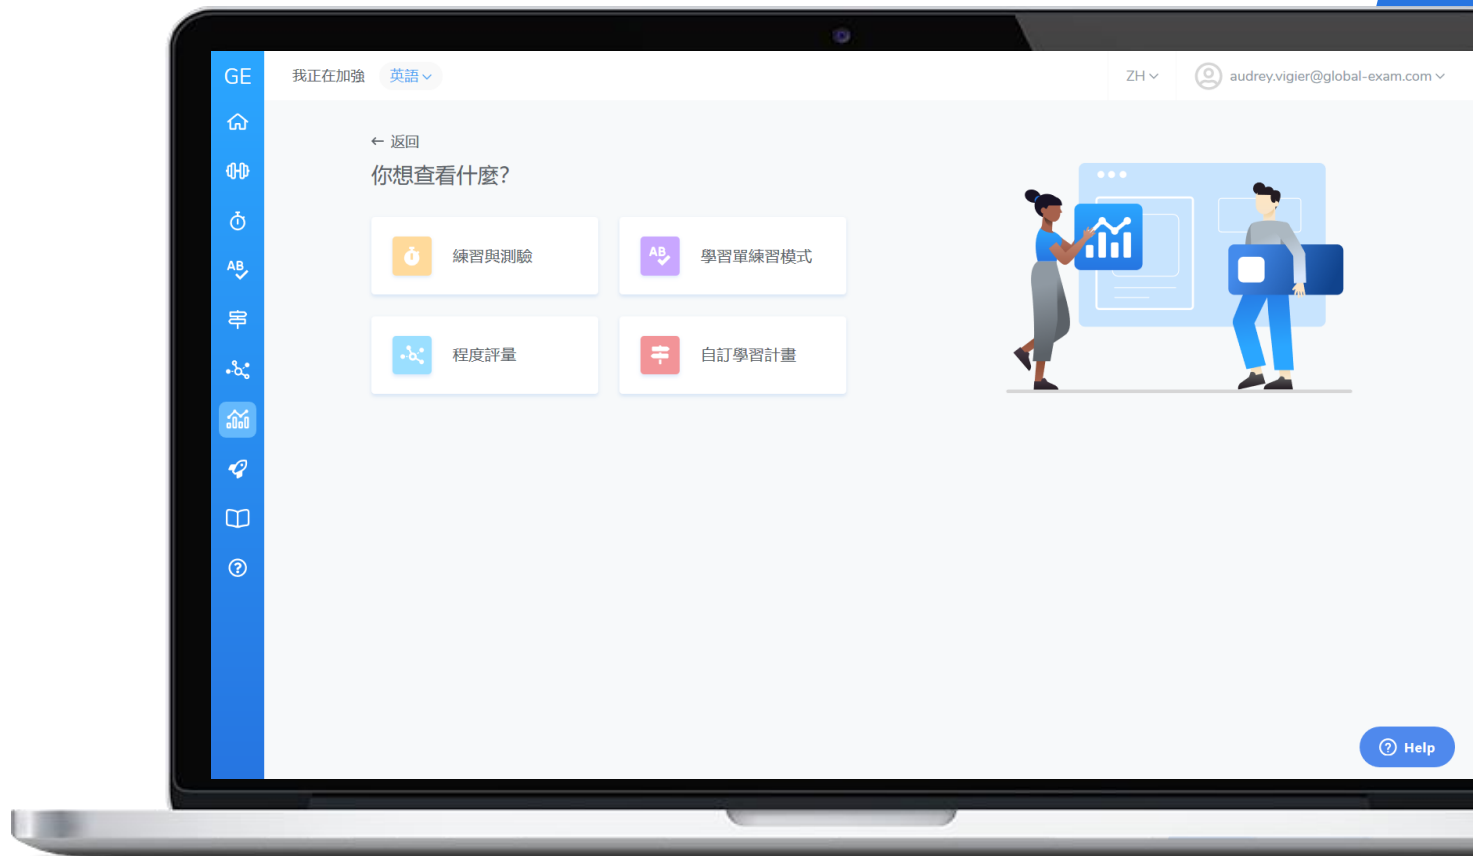 GE
我正在加強 英語
ZH
audrey.vigier@global-exam.com
← 返回
你想查看什麼?
練習與測驗
AB
學習單練習模式
程度評量
自訂學習計畫
AB
Help